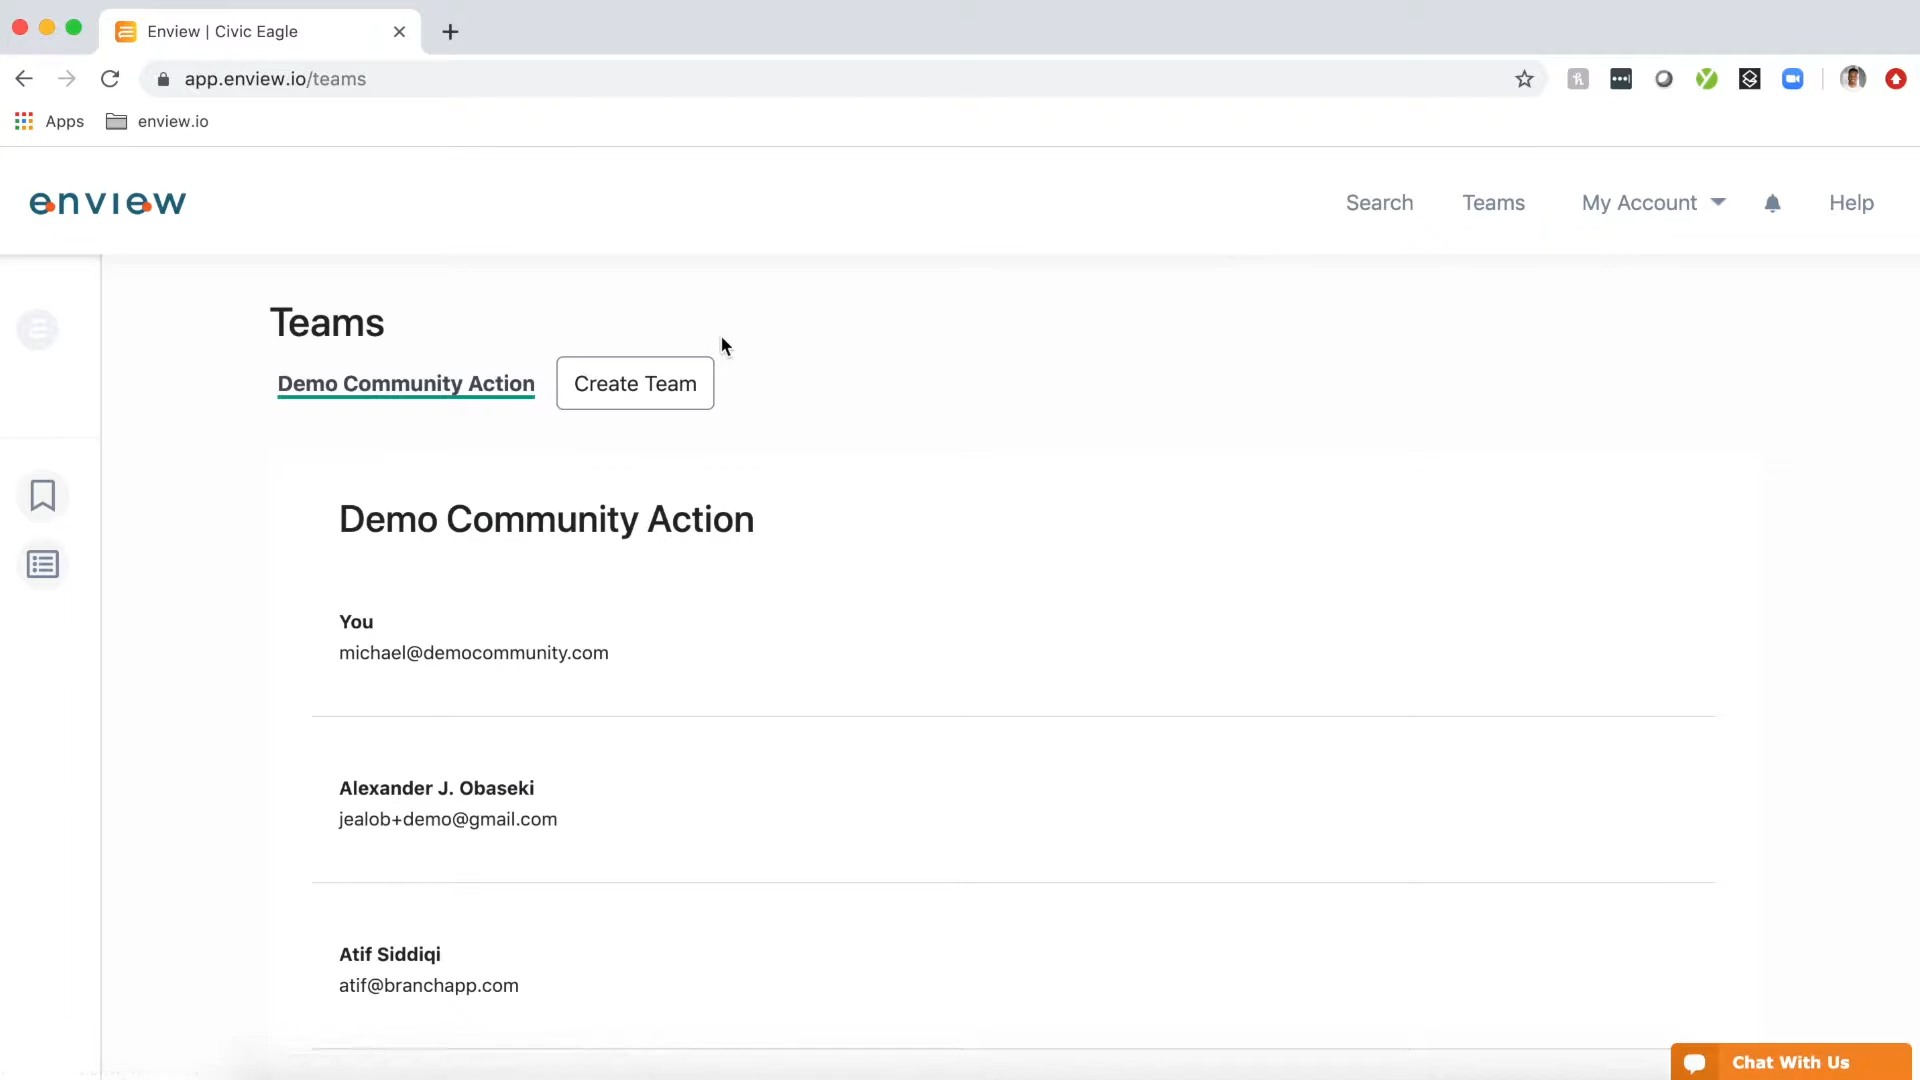 Enview | Civic Eagle
app.enview.io/teams
Apps
enview.io
enview
Search
Teams
My Account
Help
Teams
Demo Community Action
Create Team
Demo Community Action
You
michael@democommunity.com
Alexander J. Obaseki
jealob+demo@gmail.com
Atif Siddiqi
atif@branchapp.com
Chat With Us